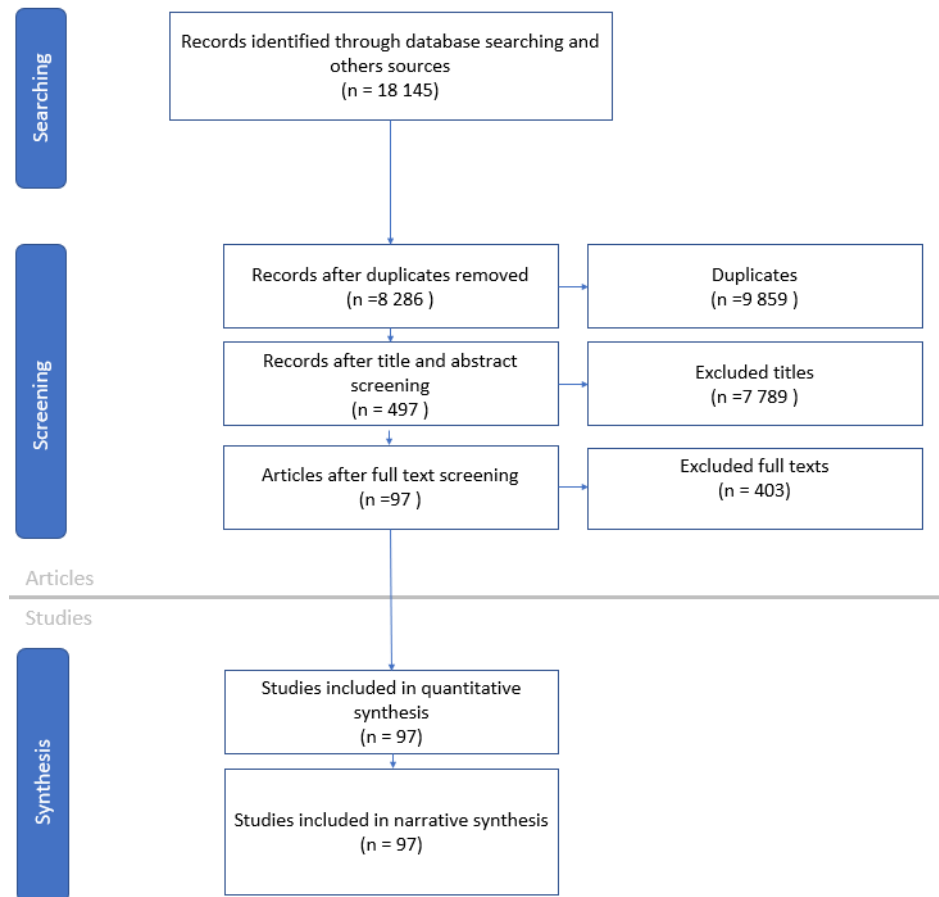 Searching
Records identified through database searching and
others sources
(n = 18 145)
Screening
Records after duplicates removed
(n =8 286 )
Duplicates
(n =9 859 )
Records after title and abstract
screening
(n = 497 )
Excluded titles
(n =7 789 )
Articles after full text screening
(n =97 )
Excluded full texts
(n = 403)
Articles
Studies
Synthesis
Studies included in quantitative
synthesis
(n = 97)
Studies included in narrative synthesis
(n = 97)